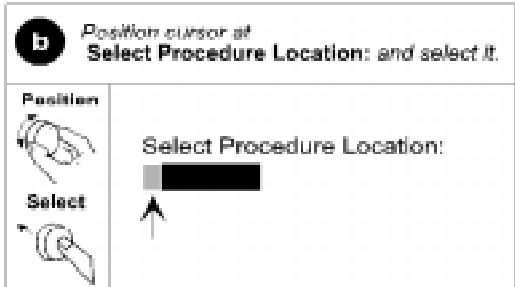 b
Position cursor at
Select Procedure Location: and select it.
Position
Select Procedure Location:
Select